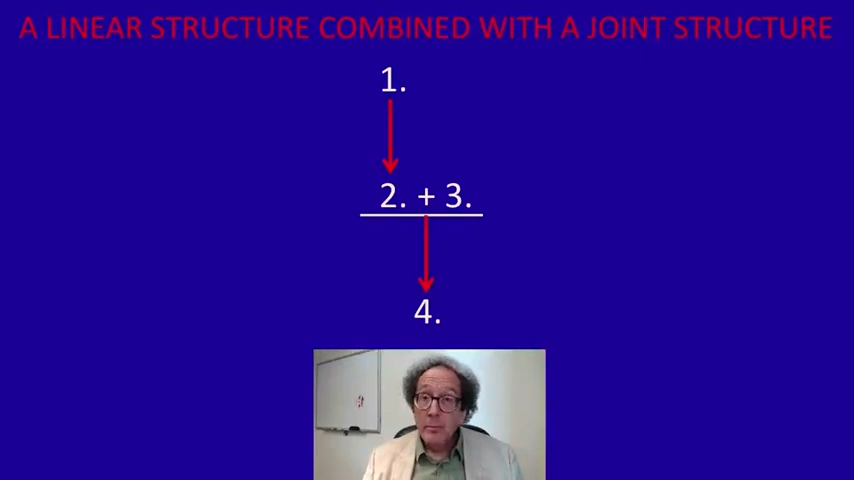 A LINEAR STRUCTURE COMBINED WITH A JOINT STRUCTURE
1.
2. + 3.
4.